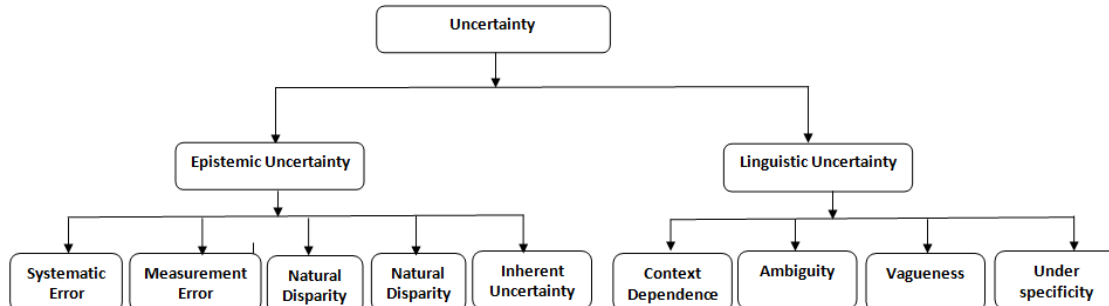 Uncertainty
Epistemic Uncertainty
Linguistic Uncertainty
Systematic
Error
Measurement
Error
Natural
Disparity
Natural
Disparity
Inherent
Uncertainty
Context
Dependence
Ambiguity
Vagueness
Under
specificity